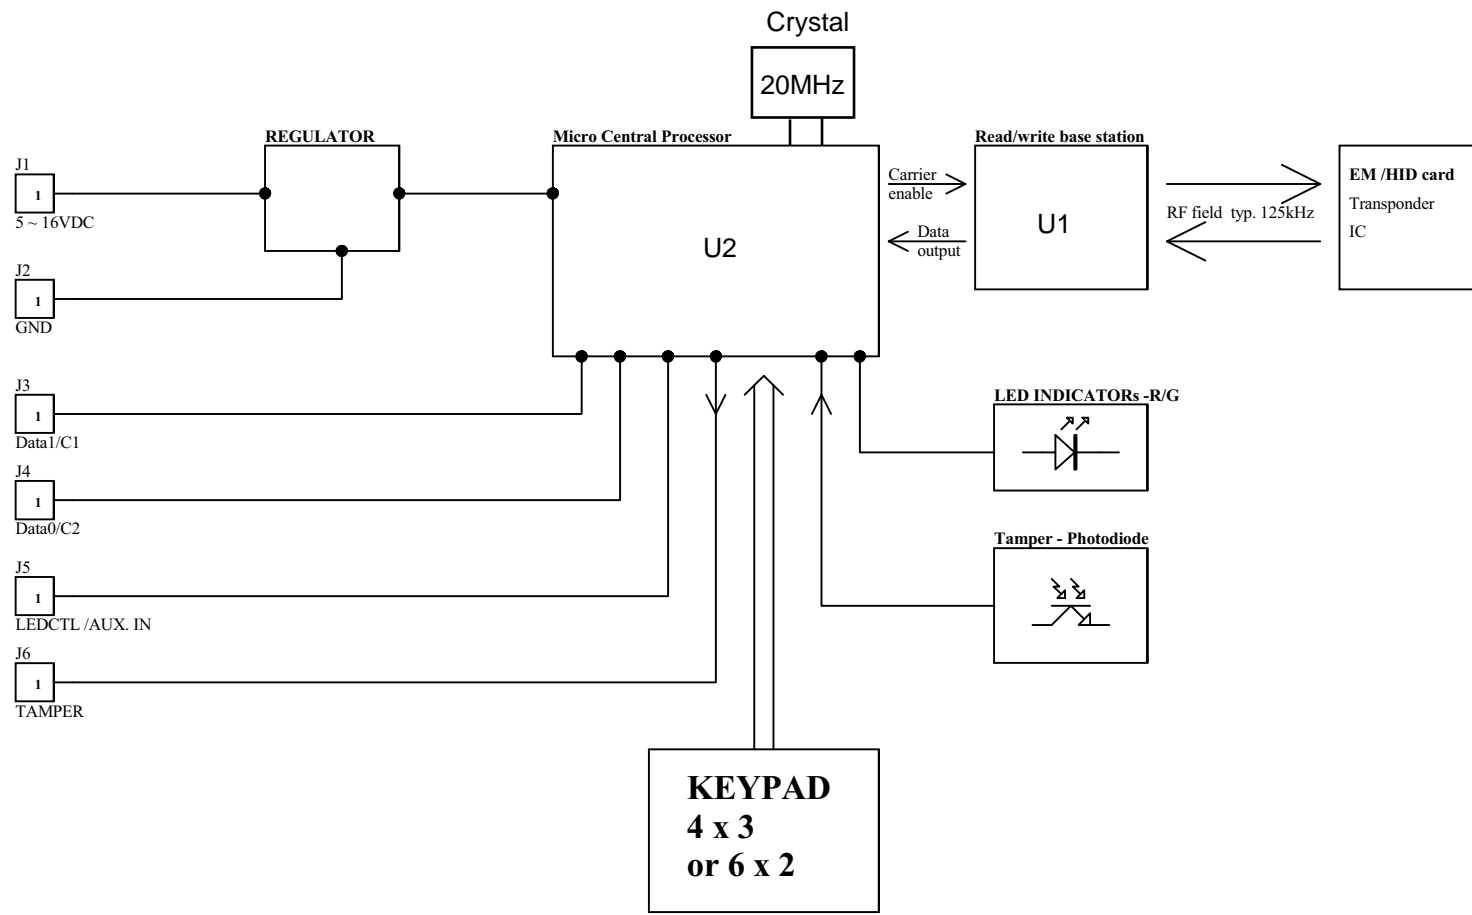 Crystal
20MHz
REGULATOR
Micro Central Processor
Read/write base station
J1
1
5 ~ 16VDC
J2
1
GND
U2
Carrier
enable
Data
output
U1
RF field  typ. 125kHz
EM /HID card
Transponder
IC
J3
1
Data1/C1
J4
1
Data0/C2
J5
1
LEDCTL /AUX. IN
J6
1
TAMPER
LED INDICATORs -R/G
Tamper - Photodiode
KEYPAD
4 x 3
or 6 x 2